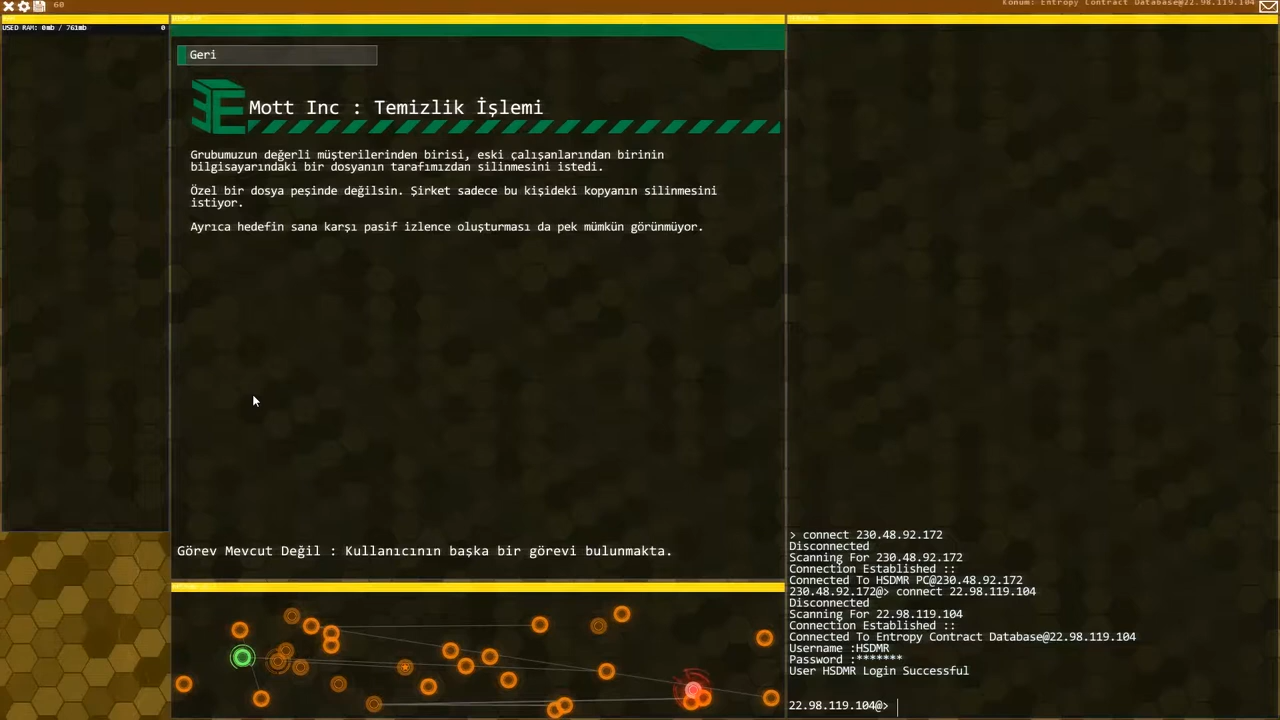 60
Konum: Entropy Contract Database@22.98.119.104
USED RAM: 0mb / 761mb 0
Geri
Mott Inc : Temizlik İşlemi
Grubumuzun değerli müşterilerinden birisi, eski çalışanlarından birinin
bilgisayarındaki bir dosyanın tarafımızdan silinmesini istedi.
Özel bir dosya peşinde değilsin. Şirket sadece bu kişideki kopyanın silinmesini
istiyor.
Ayrıca hedefin sana karşı pasif izlence oluşturması da pek mümkün görünmüyor.
Görev Mevcut Değil : Kullanıcının başka bir görevi bulunmakta.
> connect 230.48.92.172
Disconnected
Scanning For 230.48.92.172
Connection Established ::
Connected To HSDMR PC@230.48.92.172
230.48.92.172@> connect 22.98.119.104
Disconnected
Scanning For 22.98.119.104
Connection Established ::
Connected To Entropy Contract Database@22.98.119.104
Username :HSDMR
Password :*******
User HSDMR Login Successful
22.98.119.104@>